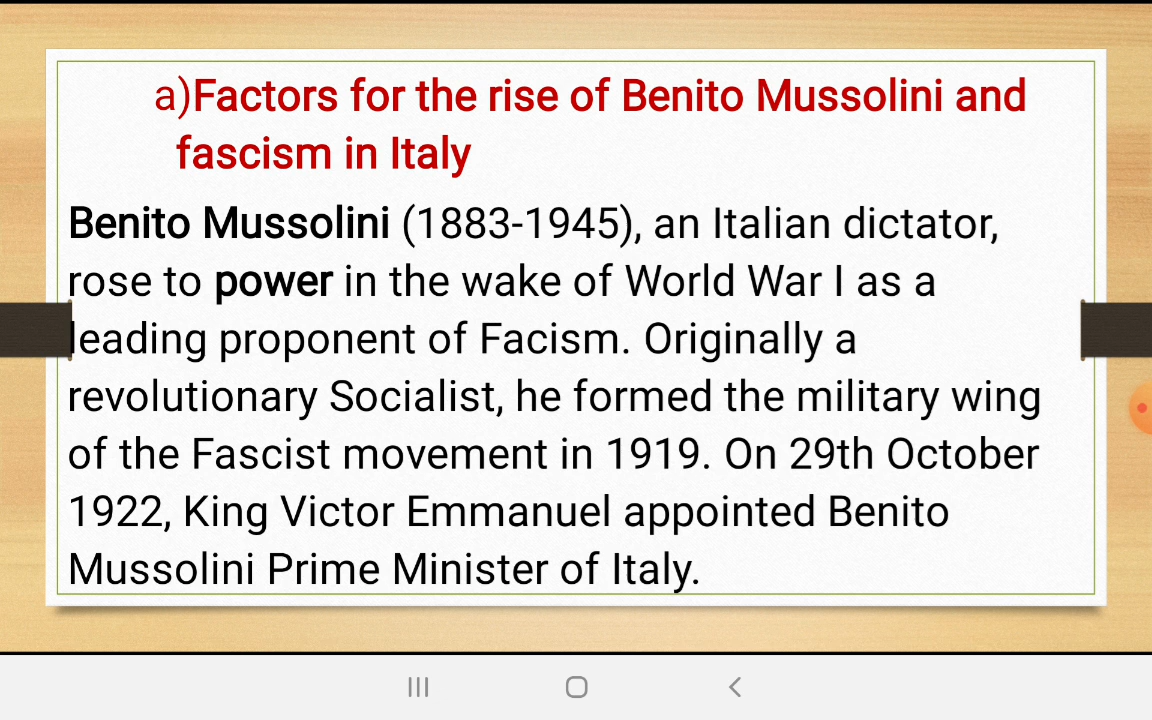 a)Factors for the rise of Benito Mussolini and
fascism in Italy
Benito Mussolini (1883-1945), an Italian dictator,
rose to power in the wake of World War I as a
leading proponent of Facism. Originally a
revolutionary Socialist, he formed the military wing
of the Fascist movement in 1919. On 29th October
1922, King Victor Emmanuel appointed Benito
Mussolini Prime Minister of Italy.